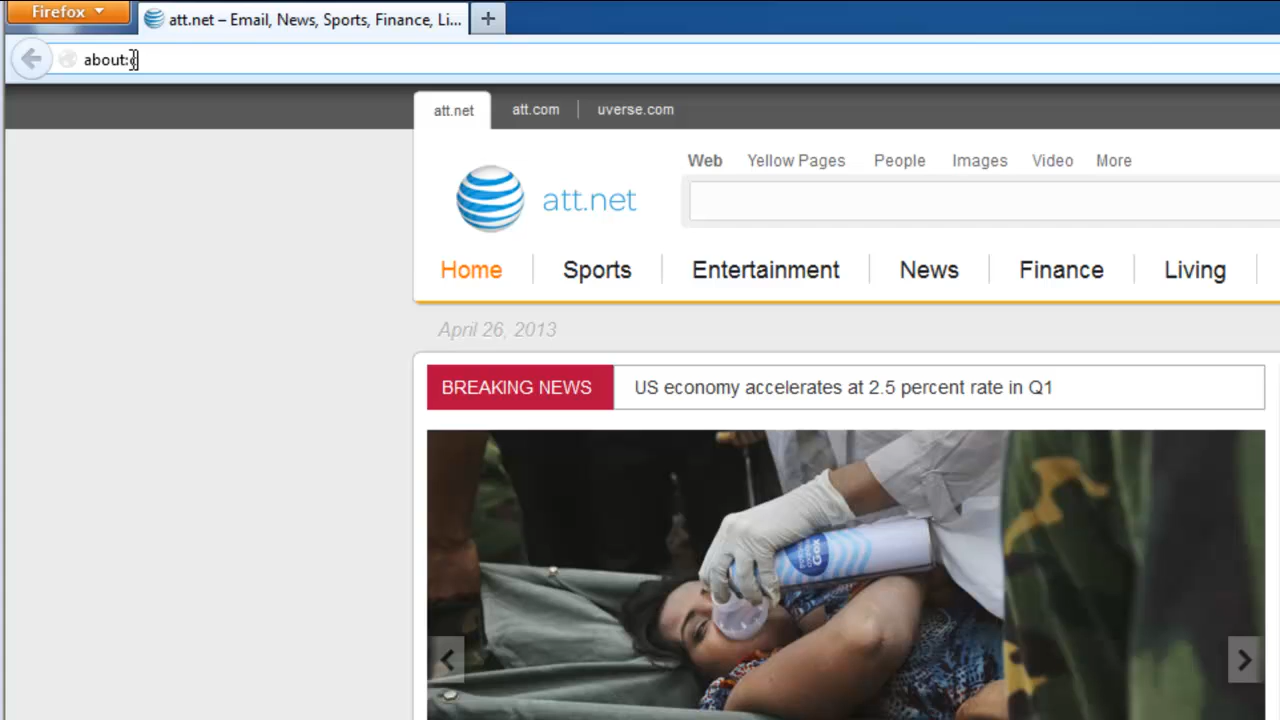 Firefox
att.net – Email, News, Sports, Finance, Li...
about:
att.net att.com uverse.com
Web Yellow Pages People Images Video More
att.net
Home Sports Entertainment News Finance Living
April 26, 2013
BREAKING NEWS US economy accelerates at 2.5 percent rate in Q1